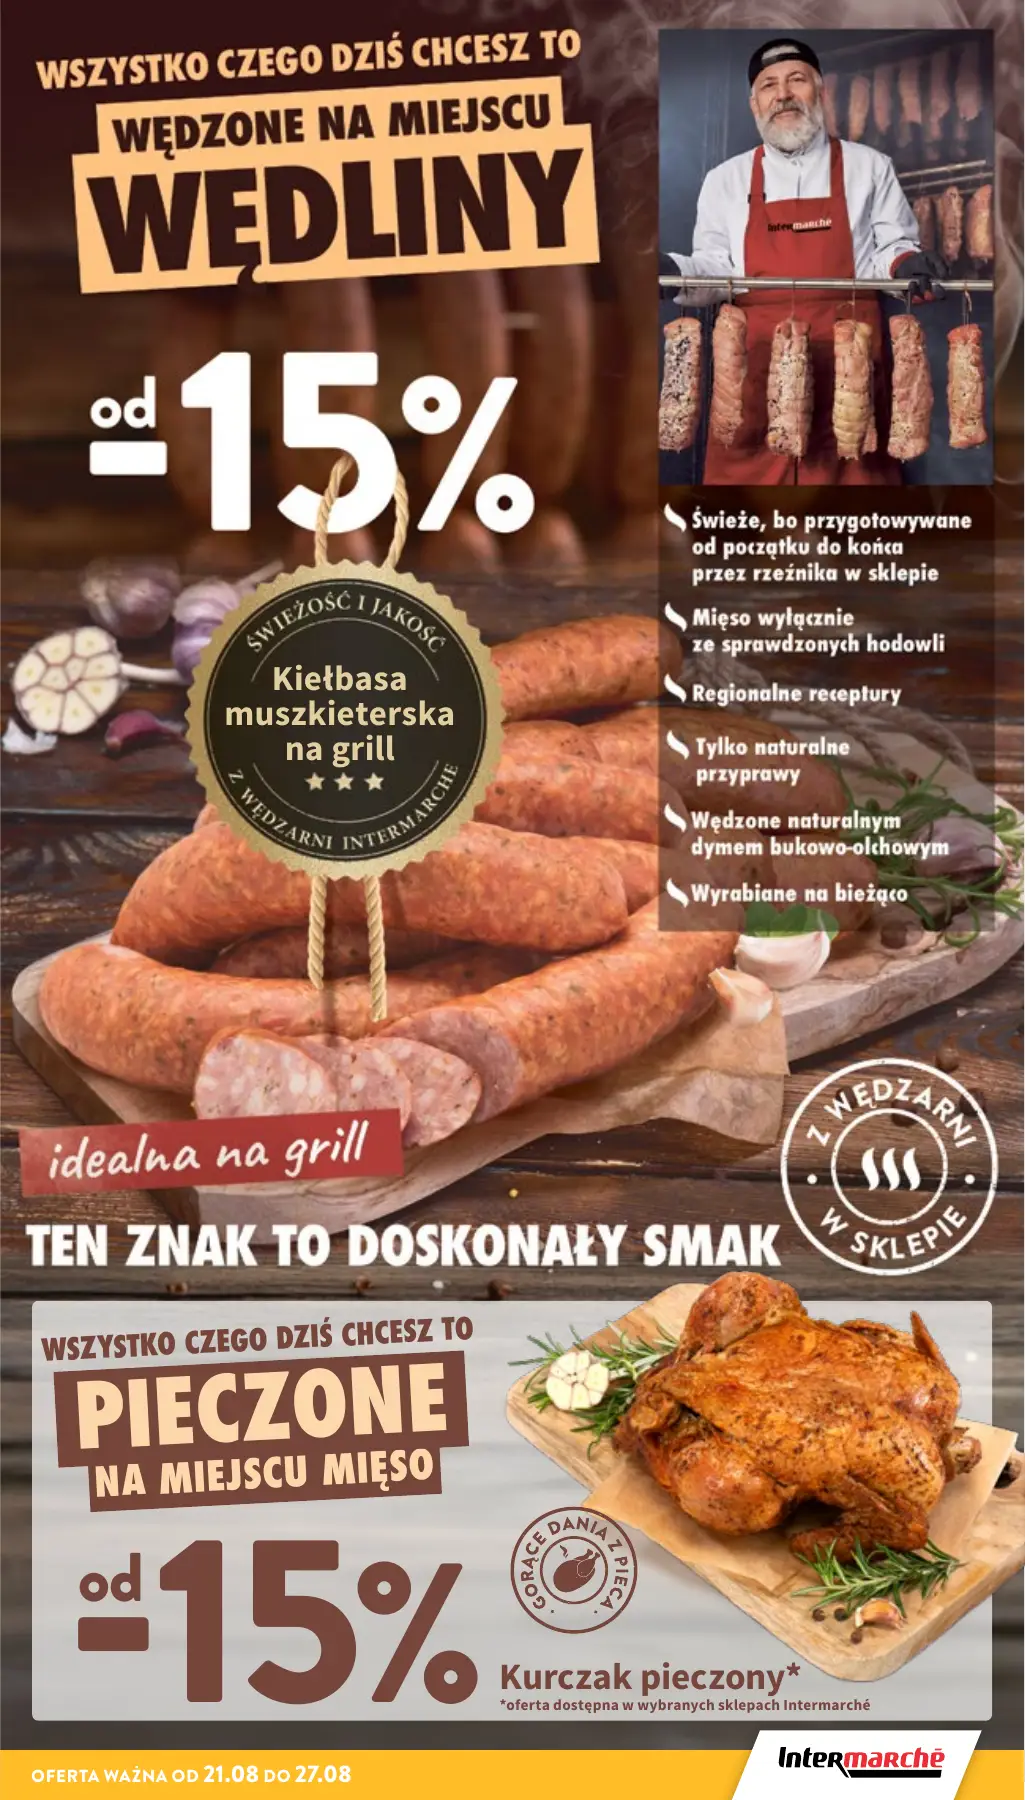 WSZYSTKO CZEGO DZIŚ CHCESZ TO
WĘDZONE NA MIEJSCU
WĘDLINY
od
-15%
Intermarché
Świeże, bo przygotowywane
od początku do końca
przez rzeźnika w sklepie
Mięso wyłącznie
ze sprawdzonych hodowli
Regionalne receptury
Tylko naturalne
przyprawy
Wędzone naturalnym
dymem bukowo-olchowym
Wyrabiane na bieżąco
ŚWIEŻOŚĆ I JAKOŚĆ
Kiełbasa
muszkieterska
na grill
Z WĘDZARNI INTERMARCHE
idealna na grill
Z WĘDZARNI
W SKLEPIE
TEN ZNAK TO DOSKONAŁY SMAK
WSZYSTKO CZEGO DZIŚ CHCESZ TO
PIECZONE
NA MIEJSCU MIĘSO
od
-15%
GORĄCE DANIA Z PIECA
Kurczak pieczony*
*oferta dostępna w wybranych sklepach Intermarché
OFERTA WAŻNA OD 21.08 DO 27.08
Intermarché